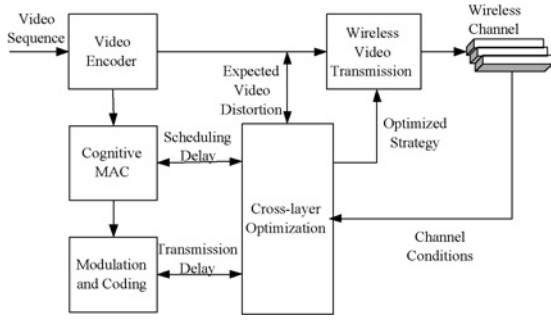 Video
Sequence
Video
Encoder
Wireless
Video
Transmission
Wireless
Channel
Expected
Video
Distortion
Optimized
Strategy
Cognitive
MAC
Scheduling
Delay
Cross-layer
Optimization
Channel
Conditions
Modulation
and Coding
Transmission
Delay